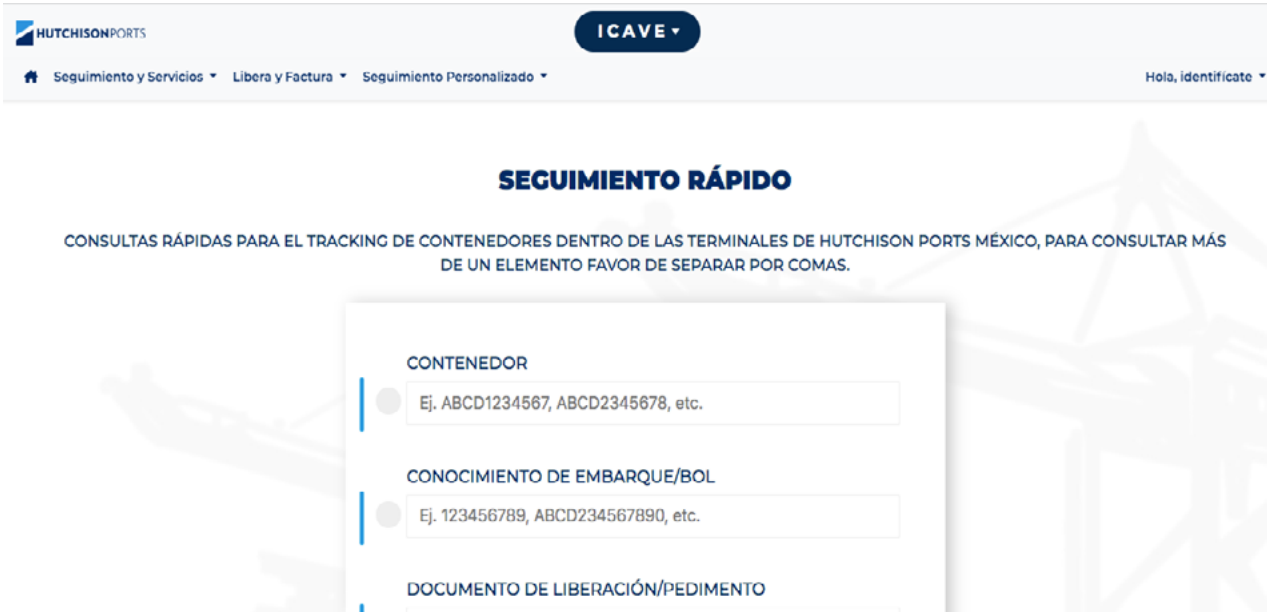 HUTCHISONPORTS
ICAVE
Seguimiento y Servicios Libera y Factura Seguimiento Personalizado Hola, identifícate
SEGUIMIENTO RÁPIDO
CONSULTAS RÁPIDAS PARA EL TRACKING DE CONTENEDORES DENTRO DE LAS TERMINALES DE HUTCHISON PORTS MÉXICO, PARA CONSULTAR MÁS
DE UN ELEMENTO FAVOR DE SEPARAR POR COMAS.
CONTENEDOR
Ej. ABCD1234567, ABCD2345678, etc.
CONOCIMIENTO DE EMBARQUE/BOL
Ej. 123456789, ABCD234567890, etc.
DOCUMENTO DE LIBERACIÓN/PEDIMENTO